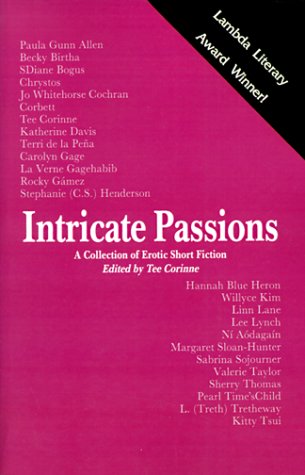 Lambda Literary
Award Winner!
Paula Gunn Allen
Becky Birtha
SDiane Bogus
Chrystos
Jo Whitehorse Cochran
Corbett
Tee Corinne
Katherine Davis
Terri de la Peña
Carolyn Gage
La Verne Gagehabib
Rocky Gámez
Stephanie (C.S.) Henderson
Intricate Passions
A Collection of Erotic Short Fiction
Edited by Tee Corinne
Hannah Blue Heron
Willyce Kim
Linn Lane
Lee Lynch
Ní Aódagaín
Margaret Sloan-Hunter
Sabrina Sojourner
Valerie Taylor
Sherry Thomas
Pearl Time'sChild
L. (Treth) Tretheway
Kitty Tsui